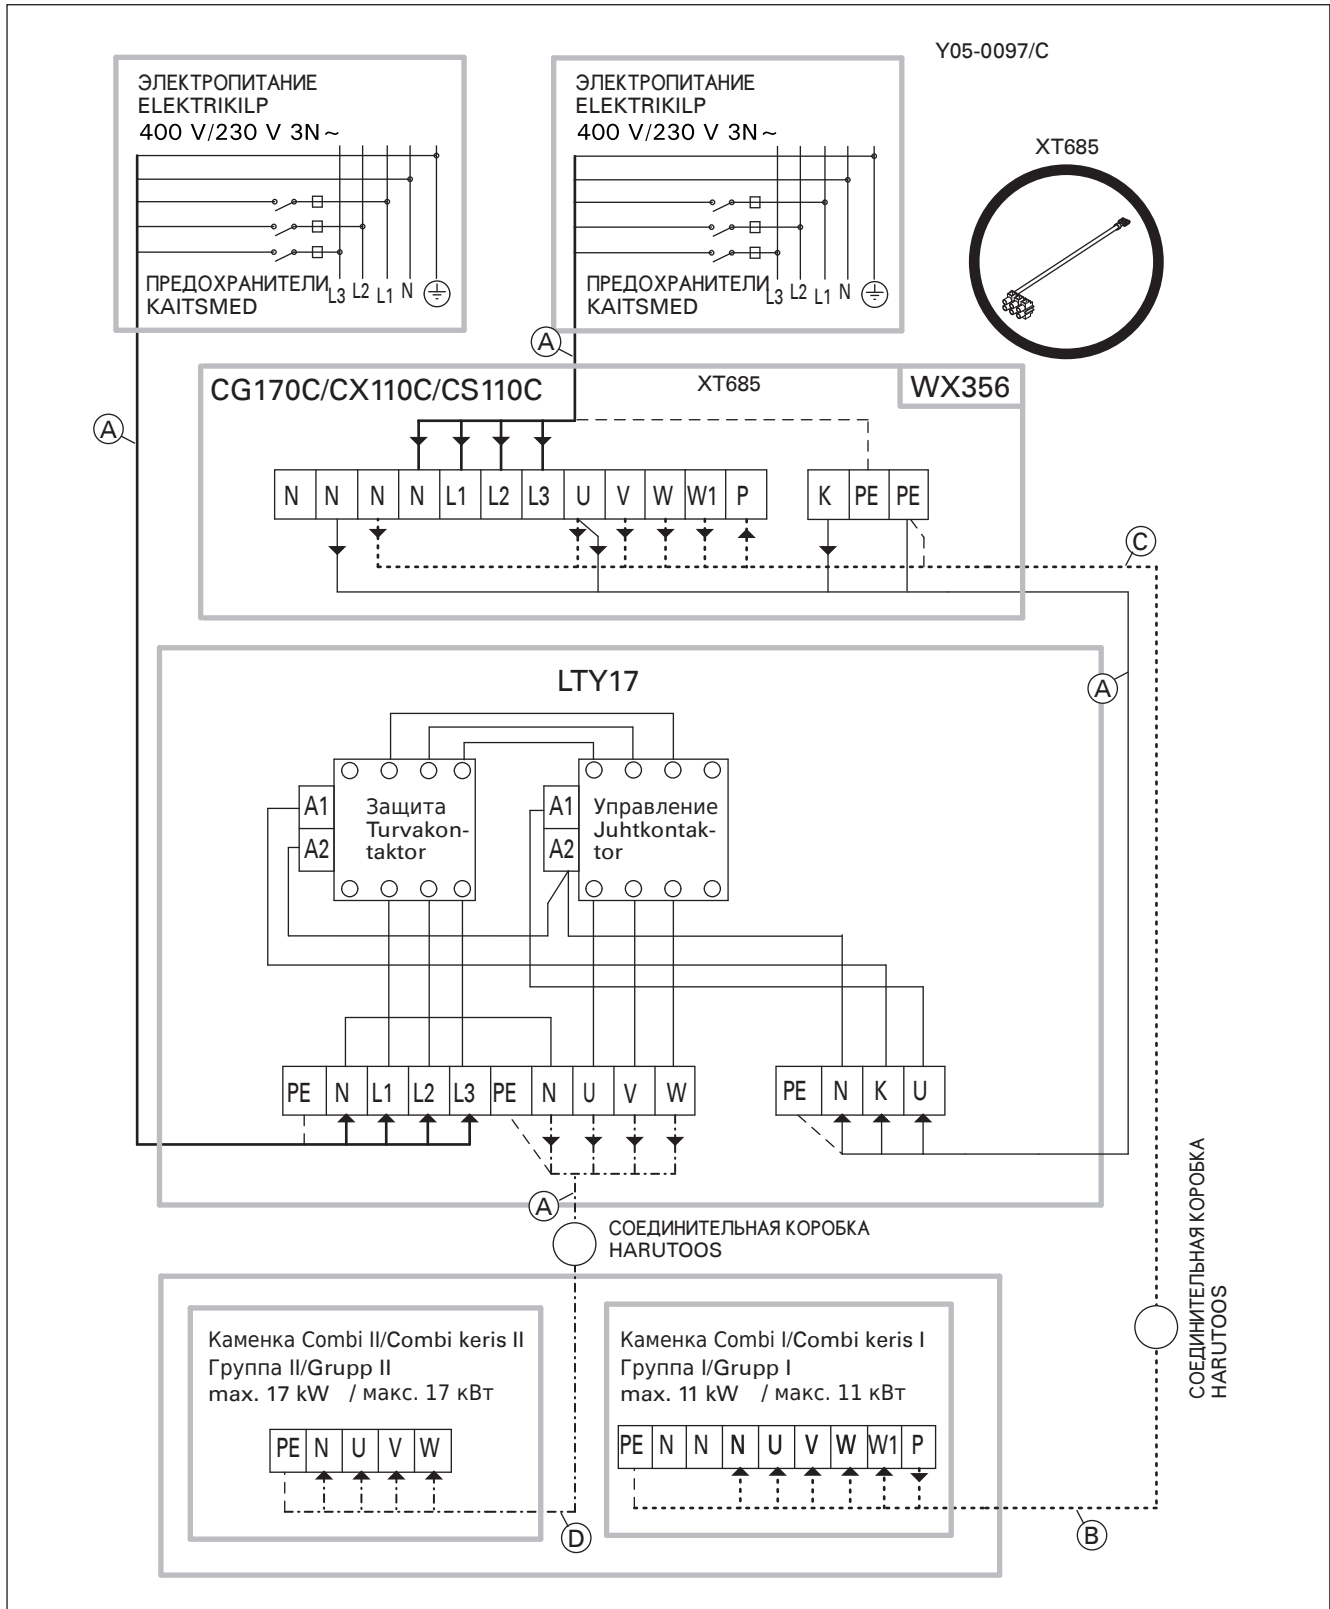 Y05-0097/C
ЭЛЕКТРОПИТАНИЕ
ELEKTRIKILP
400 V/230 V 3N~
ПРЕДОХРАНИТЕЛИ
KAITSMED
L3 L2 L1 N
ЭЛЕКТРОПИТАНИЕ
ELEKTRIKILP
400 V/230 V 3N~
ПРЕДОХРАНИТЕЛИ
KAITSMED
L3 L2 L1 N
XT685
A
A
CG170C/CX110C/CS110C
XT685
WX356
N N N N L1 L2 L3 U V W W1 P
K PE PE
C
LTY17
A
A1
A2
Защита
Turvakon-
taktor
A1
A2
Управление
Juhtkontak-
tor
PE N L1 L2 L3 PE N U V W
PE N K U
A
СОЕДИНИТЕЛЬНАЯ КОРОБКА
HARUTOOS
СОЕДИНИТЕЛЬНАЯ КОРОБКА
HARUTOOS
Каменка Combi II/Combi keris II
Группа II/Grupp II
max. 17 kW / макс. 17 кВт
PE N U V W
D
Каменка Combi I/Combi keris I
Группа I/Grupp I
max. 11 kW / макс. 11 кВт
PE N N N U V W W1 P
B